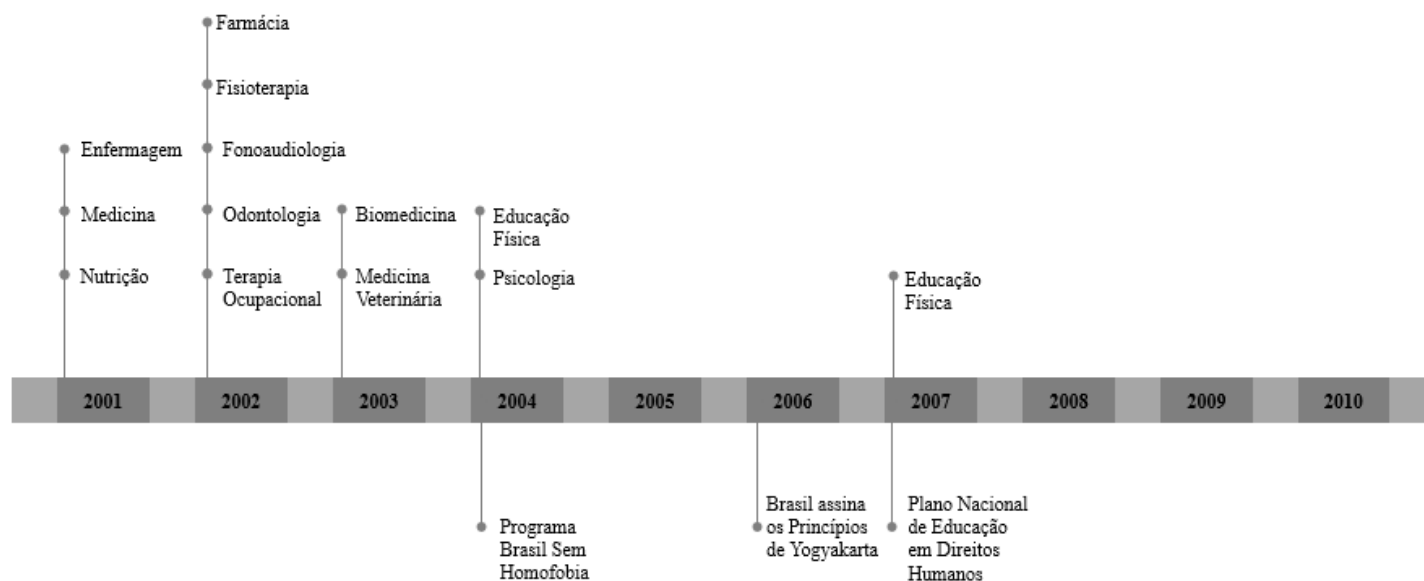 Farmácia
Fisioterapia
Enfermagem
Fonoaudiologia
Medicina
Odontologia
Biomedicina
Educação
Física
Nutrição
Terapia
Ocupacional
Medicina
Veterinária
Psicologia
Educação
Física
2001
2002
2003
2004
2005
2006
2007
2008
2009
2010
Programa
Brasil Sem
Homofobia
Brasil assina
os Princípios
de Yogyakarta
Plano Nacional
de Educação
em Direitos
Humanos